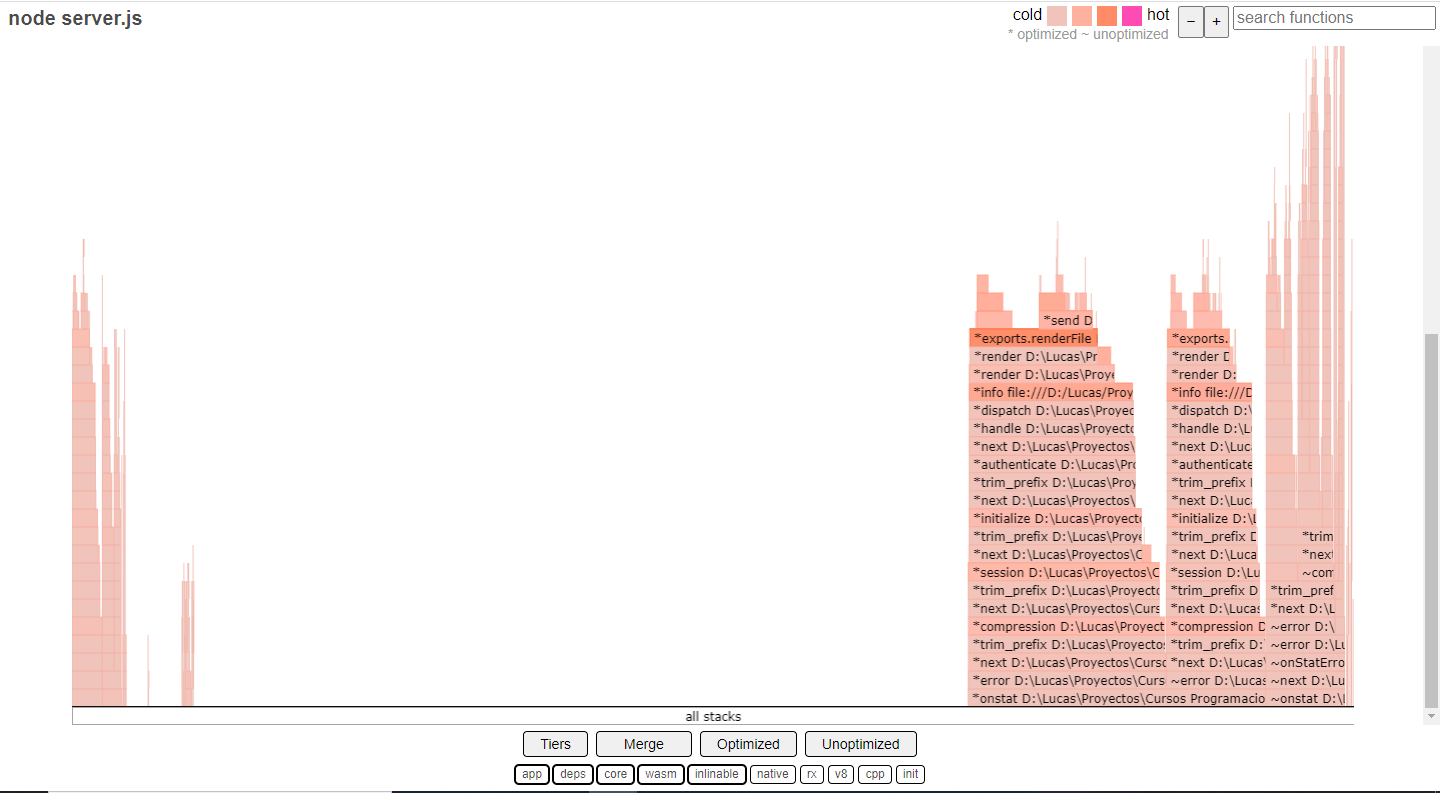 node server.js
cold hot − + search functions
* optimized ~ unoptimized
*send D
*exports.renderFile *exports.
*render D:\Lucas\Pr *render D
*render D:\Lucas\Proye *render D:
*info file:///D:/Lucas/Proy *info file:///D
*dispatch D:\Lucas\Proyec *dispatch D:\
*handle D:\Lucas\Proyecto *handle D:\L
*next D:\Lucas\Proyectos\ *next D:\Luc
*authenticate D:\Lucas\Pro *authenticate
*trim_prefix D:\Lucas\Proy *trim_prefix
*next D:\Lucas\Proyectos\ *next D:\Luca
*initialize D:\Lucas\Proyecto *initialize D:\L
*trim_prefix D:\Lucas\Proye *trim_prefix D *trim
*next D:\Lucas\Proyectos\C *next D:\Luca *next
*session D:\Lucas\Proyectos\C *session D:\Lu ~com
*trim_prefix D:\Lucas\Proyect *trim_prefix D *trim_pref
*next D:\Lucas\Proyectos\Curs *next D:\Lucas *next D:\L
*compression D:\Lucas\Proyect *compression D ~error D:\
*trim_prefix D:\Lucas\Proyecto *trim_prefix D:\ ~error D:\Lu
*next D:\Lucas\Proyectos\Curso *next D:\Lucas\ ~onStatErro
*error D:\Lucas\Proyectos\Curs ~error D:\Lucas ~next D:\Lu
*onstat D:\Lucas\Proyectos\Cursos Programacio ~onstat D:\
all stacks
Tiers Merge Optimized Unoptimized
app deps core wasm inlinable native rx v8 cpp init